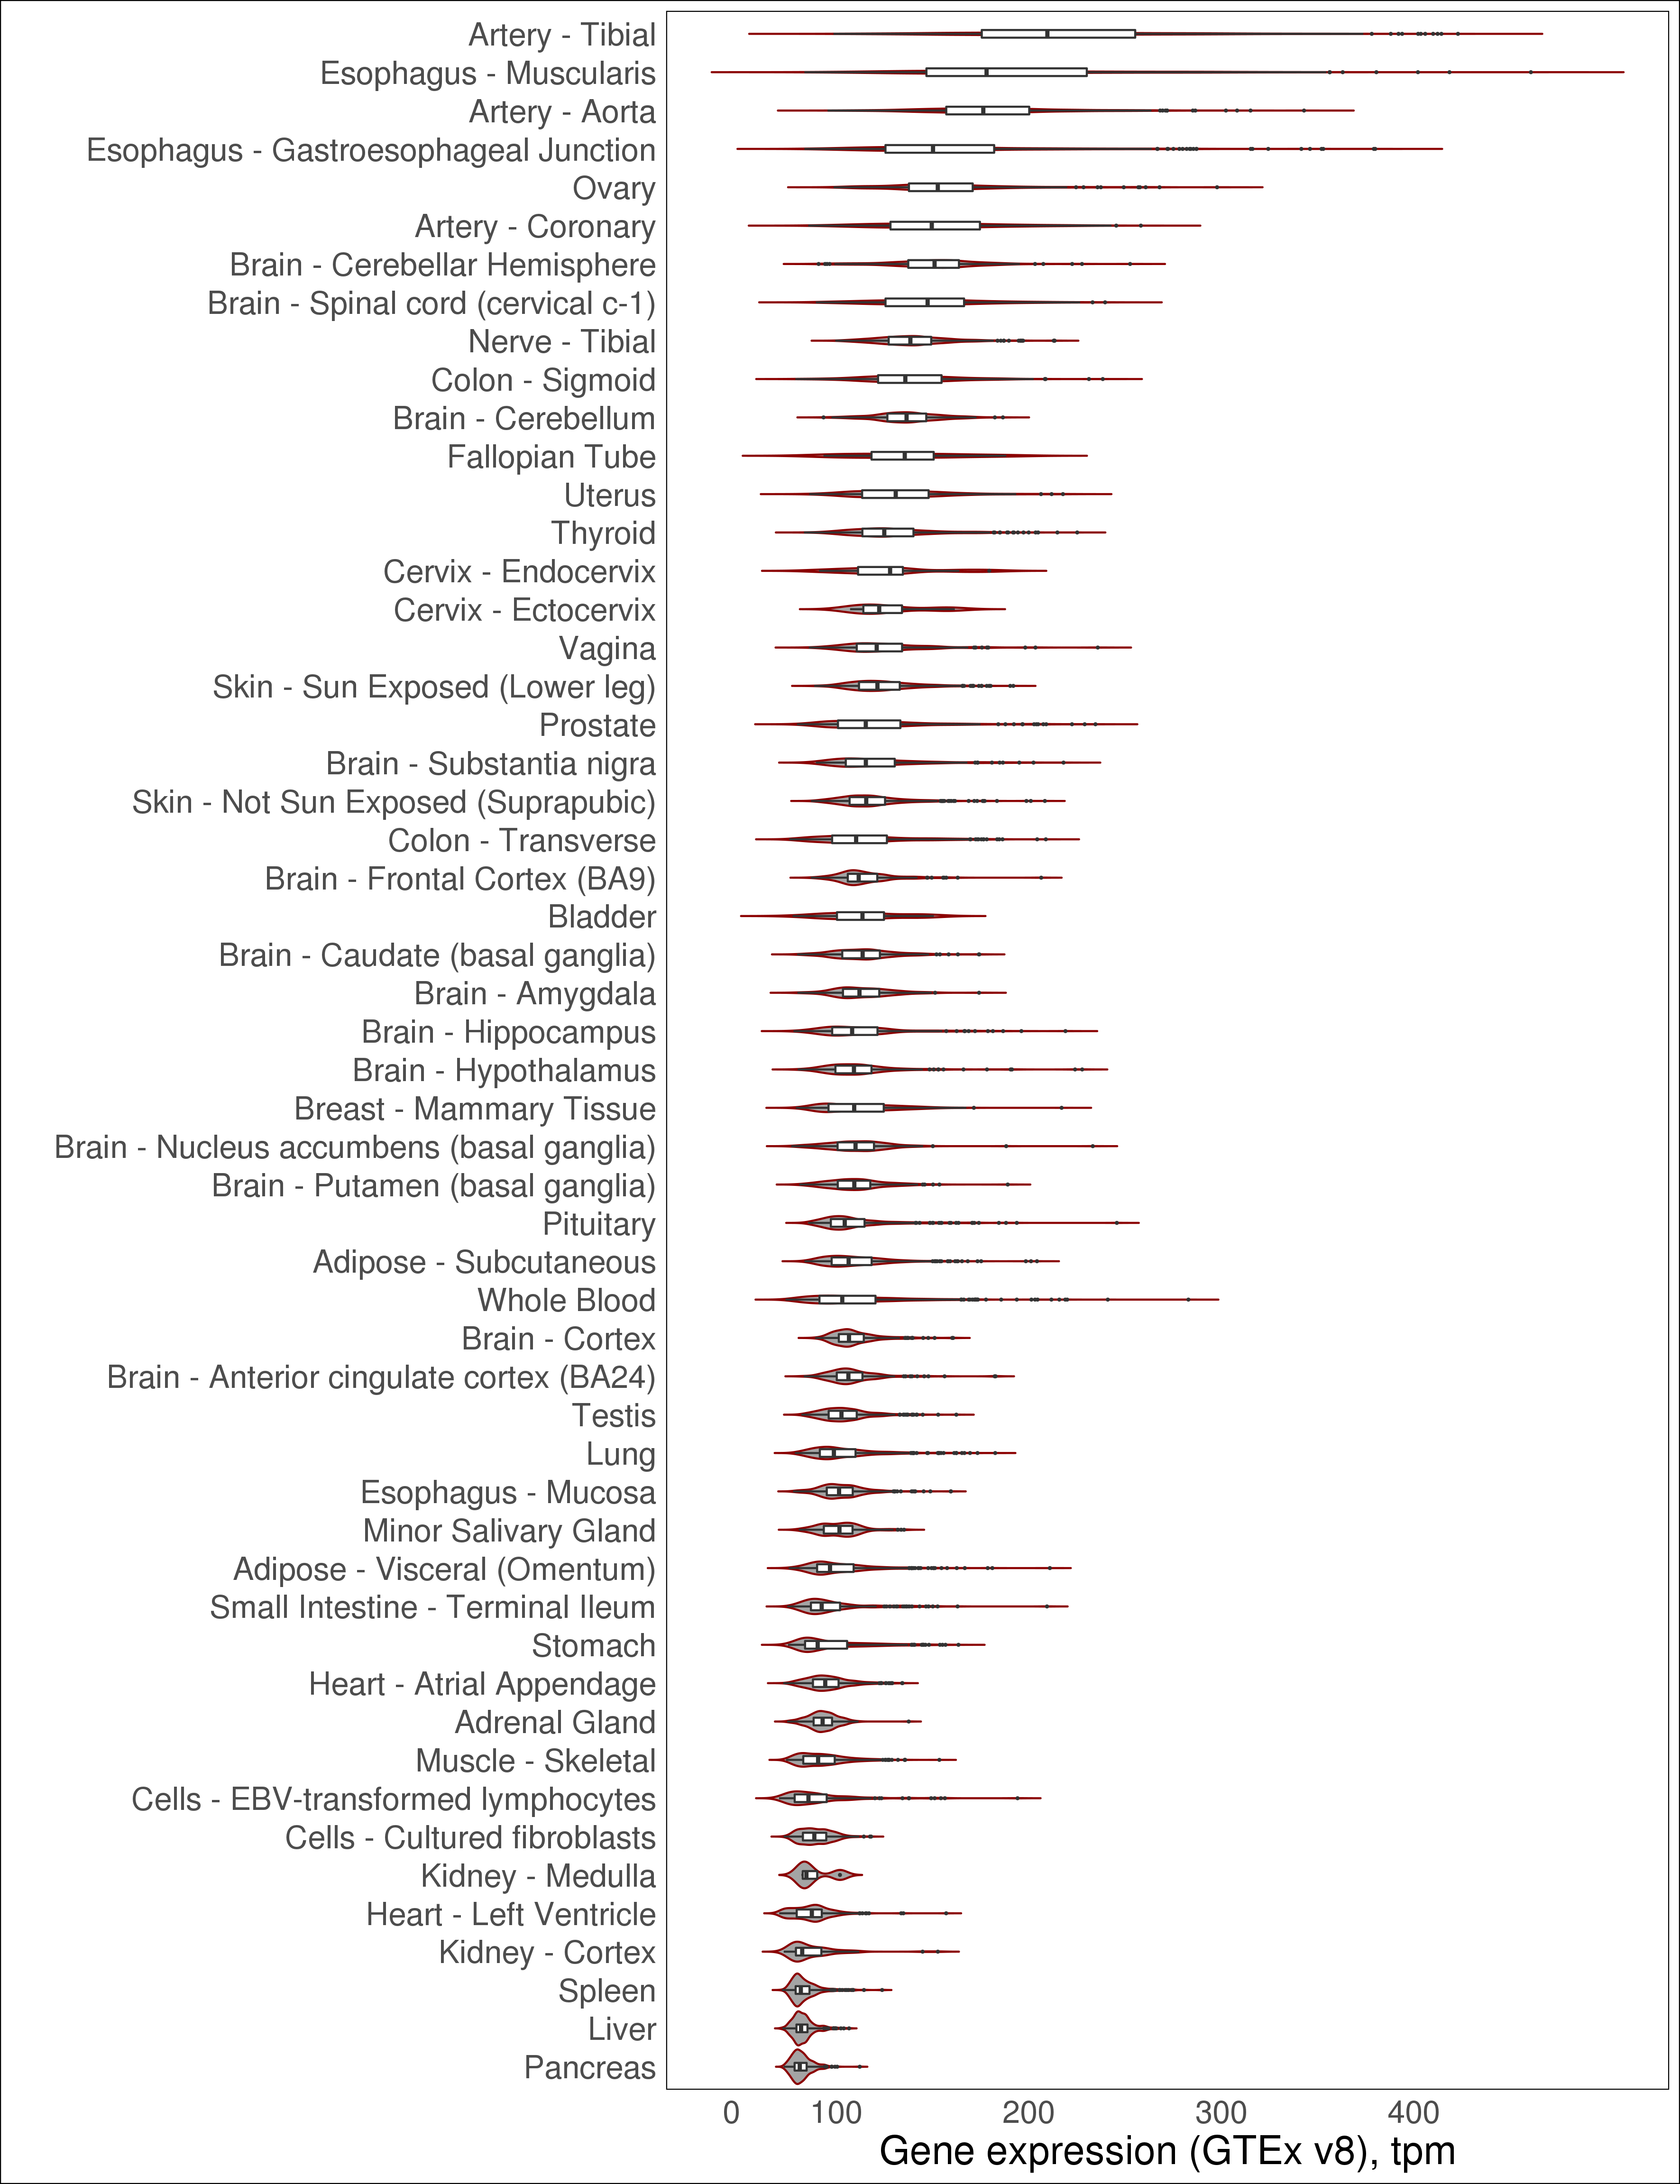 Artery - Tibial
Esophagus - Muscularis
Artery - Aorta
Esophagus - Gastroesophageal Junction
Ovary
Artery - Coronary
Brain - Cerebellar Hemisphere
Brain - Spinal cord (cervical c-1)
Nerve - Tibial
Colon - Sigmoid
Brain - Cerebellum
Fallopian Tube
Uterus
Thyroid
Cervix - Endocervix
Cervix - Ectocervix
Vagina
Skin - Sun Exposed (Lower leg)
Prostate
Brain - Substantia nigra
Skin - Not Sun Exposed (Suprapubic)
Colon - Transverse
Brain - Frontal Cortex (BA9)
Bladder
Brain - Caudate (basal ganglia)
Brain - Amygdala
Brain - Hippocampus
Brain - Hypothalamus
Breast - Mammary Tissue
Brain - Nucleus accumbens (basal ganglia)
Brain - Putamen (basal ganglia)
Pituitary
Adipose - Subcutaneous
Whole Blood
Brain - Cortex
Brain - Anterior cingulate cortex (BA24)
Testis
Lung
Esophagus - Mucosa
Minor Salivary Gland
Adipose - Visceral (Omentum)
Small Intestine - Terminal Ileum
Stomach
Heart - Atrial Appendage
Adrenal Gland
Muscle - Skeletal
Cells - EBV-transformed lymphocytes
Cells - Cultured fibroblasts
Kidney - Medulla
Heart - Left Ventricle
Kidney - Cortex
Spleen
Liver
Pancreas
0 100 200 300 400
Gene expression (GTEx v8), tpm